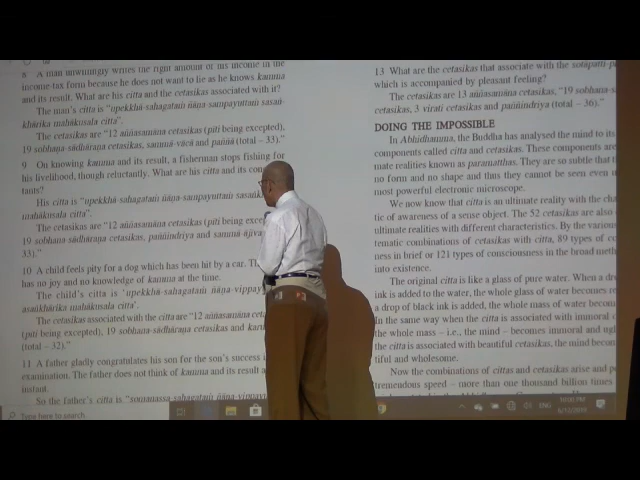 8 A man unwillingly writes the right amount of his income in the
income-tax form because he does not want to lie as he knows kamma
and its result. What are his citta and the cetasikas associated with it?
The man's citta is "upekkhā-sahagataṁ ñāṇa-sampayuttaṁ sasaṅ-
khārika mahākusala citta".
The cetasikas are "12 aññasamāna cetasikas (pīti being excepted),
19 sobhaṇa-sādhāraṇa cetasikas, sammā-vācā and paññā (total – 33)."
9 On knowing kamma and its result, a fisherman stops fishing for
his livelihood, though reluctantly. What are his citta and its
tants?
His citta is "upekkhā-sahagataṁ ñāṇa-sampayuttaṁ
mahākusala citta".
The cetasikas are "12 aññasamāna cetasikas (pīti being
19 sobhaṇa-sādhāraṇa cetasikas, paññindriya and sammā-ājīva
33)."
10 A child feels pity for a dog which has been hit by a car.
has no joy and no knowledge of kamma at the time.
The child's citta is 'upekkhā-sahagataṁ ñāṇa-vippay
asaṅkhārika mahākusala citta'.
The cetasikas associated with the citta are "12 aññasamāna
(pīti being excepted), 19 sobhaṇa-sādhāraṇa cetasikas and
(total – 32)."
11 A father gladly congratulates his son for the son's success
examination. The father does not think of kamma and its result
instant.
So the father's citta is "somanassa-sahagataṁ ñāṇa-vippay
Type here to search
13 What are the cetasikas that associate with the sotāpatti-
which is accompanied by pleasant feeling?
The cetasikas are 13 aññasamāna cetasikas, "19 sobhaṇa-s
cetasikas, 3 virati cetasikas and paññindriya (total – 36)."
DOING THE IMPOSSIBLE
In Abhidhamma, the Buddha has analysed the mind to its
components called citta and cetasikas. These components are
mate realities known as paramatthas. They are so subtle that t
no form and no shape and thus they cannot be seen even
most powerful electronic microscope.
We now know that citta is an ultimate reality with the cha
tic of awareness of a sense object. The 52 cetasikas are also
ultimate realities with different characteristics. By the various
tematic combinations of cetasikas with citta, 89 types of
ness in brief or 121 types of consciousness in the broad meth
into existence.
The original citta is like a glass of pure water. When a dro
ink is added to the water, the whole glass of water becomes
a drop of black ink is added, the whole mass of water becom
In the same way when the citta is associated with immoral
the whole mass – i.e., the mind – becomes immoral and ugl
the citta is associated with beautiful cetasikas, the mind becom
tiful and wholesome.
Now the combinations of cittas and cetasikas arise and
tremendous speed – more than one thousand billion times
ENG